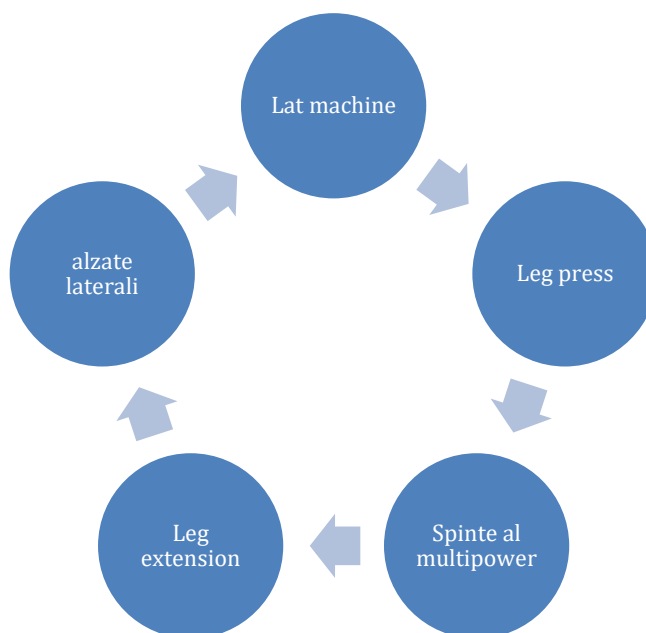 Lat machine
Leg press
Spinte al
multipower
Leg
extension
alzate
laterali